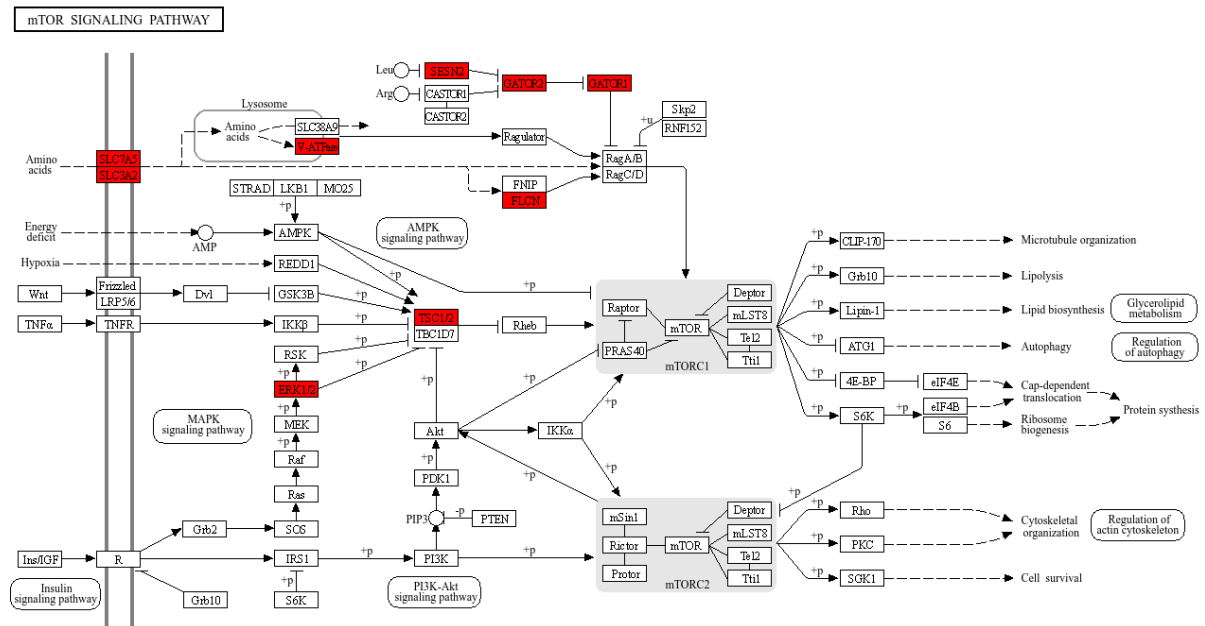 mTOR SIGNALING PATHWAY
Leu
SESN2
GATOR2
GATOR1
Arg
CASTOR1
CASTOR2
Lysosome
Amino
acids
SLC38A9
V-ATPase
Ragulator
+u
Skp2
RNF152
Amino
acids
SLC7A5
SLC3A2
RagA/B
RagC/D
FNIP
FLCN
STRAD
LKB1
MO25
+p
Energy
deficit
AMP
AMPK
AMPK
signaling pathway
Hypoxia
REDD1
+p
+p
Wnt
Frizzled
LRP5/6
Dvl
GSK3B
+p
TNFα
TNFR
IKKβ
+p
TSC1/2
TBC1D7
Rheb
RSK
+p
+p
ERK1/2
+p
+p
MEK
+p
Raf
Ras
SOS
MAPK
signaling pathway
Raptor
PRAS40
mTOR
Deptor
mLST8
Tel2
Tti1
mTORC1
+p
CLIP-170
Microtubule organization
+p
Grb10
Lipolysis
+p
Lipin-1
Lipid biosynthesis
Glycerolipid
metabolism
+p
ATG1
Autophagy
Regulation
of autophagy
+p
4E-BP
eIF4E
Cap-dependent
translocation
+p
S6K
+p
eIF4B
S6
Ribosome
biogenesis
Protein systhesis
Akt
+p
+p
IKKα
+p
+p
+p
PDK1
PIP3
-p
PTEN
Ins/IGF
R
Grb2
IRS1
+p
PI3K
+p
Insulin
signaling pathway
Grb10
+p
S6K
PI3K-Akt
signaling pathway
mSin1
Rictor
Protor
mTOR
Deptor
mLST8
Tel2
Tti1
mTORC2
+p
+p
Rho
+p
PKC
+p
SGK1
Cytoskeletal
organization
Regulation of
actin cytoskeleton
Cell survival